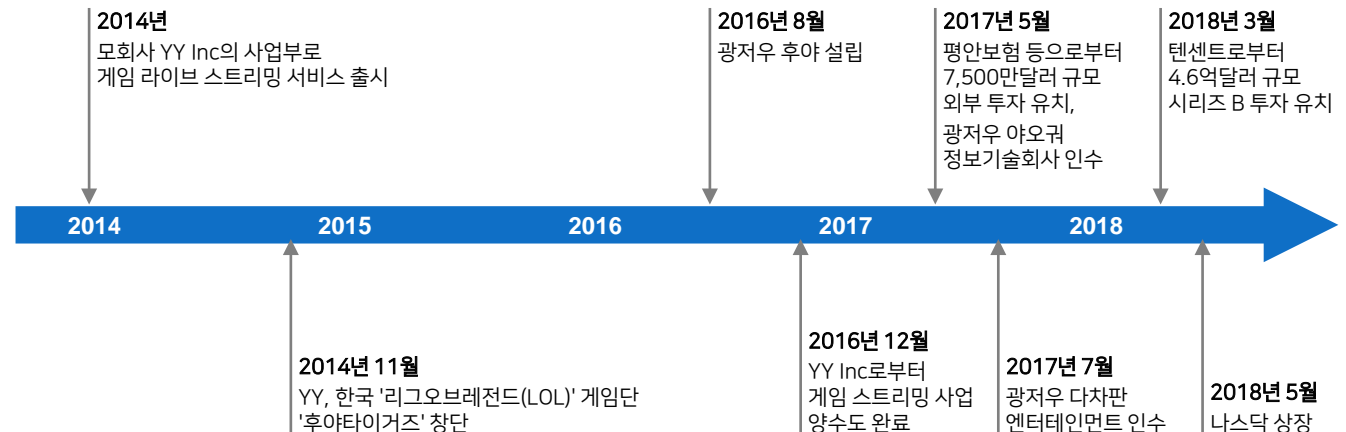 2014년
모회사 YY Inc의 사업부로
게임 라이브 스트리밍 서비스 출시
2016년 8월
광저우 후야 설립
2017년 5월
평안보험 등으로부터
7,500만달러 규모
외부 투자 유치,
광저우 야오궈
정보기술회사 인수
2018년 3월
텐센트로부터
4.6억달러 규모
시리즈 B 투자 유치
2014
2015
2016
2017
2018
2014년 11월
YY, 한국 '리그오브레전드(LOL)' 게임단
'후야타이거즈' 창단
2016년 12월
YY Inc로부터
게임 스트리밍 사업
양수도 완료
2017년 7월
광저우 다차판
엔터테인먼트 인수
2018년 5월
나스닥 상장